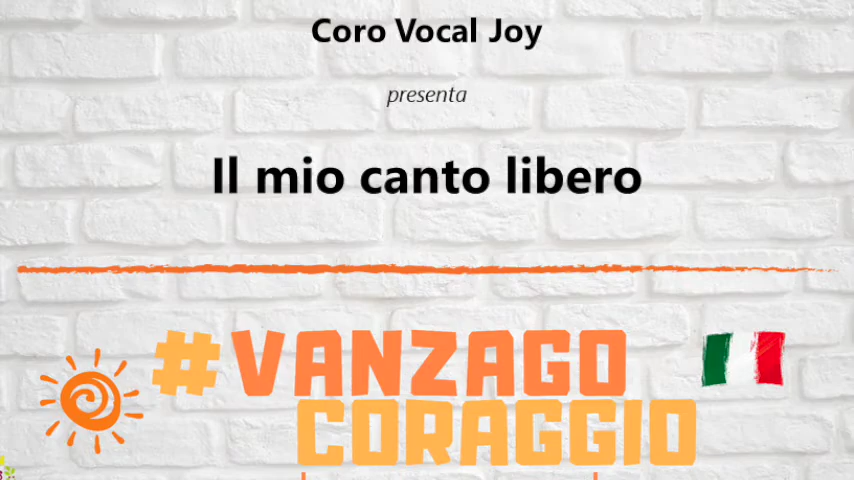 Coro Vocal Joy
presenta
Il mio canto libero
#VANZAGO
CORAGGIO